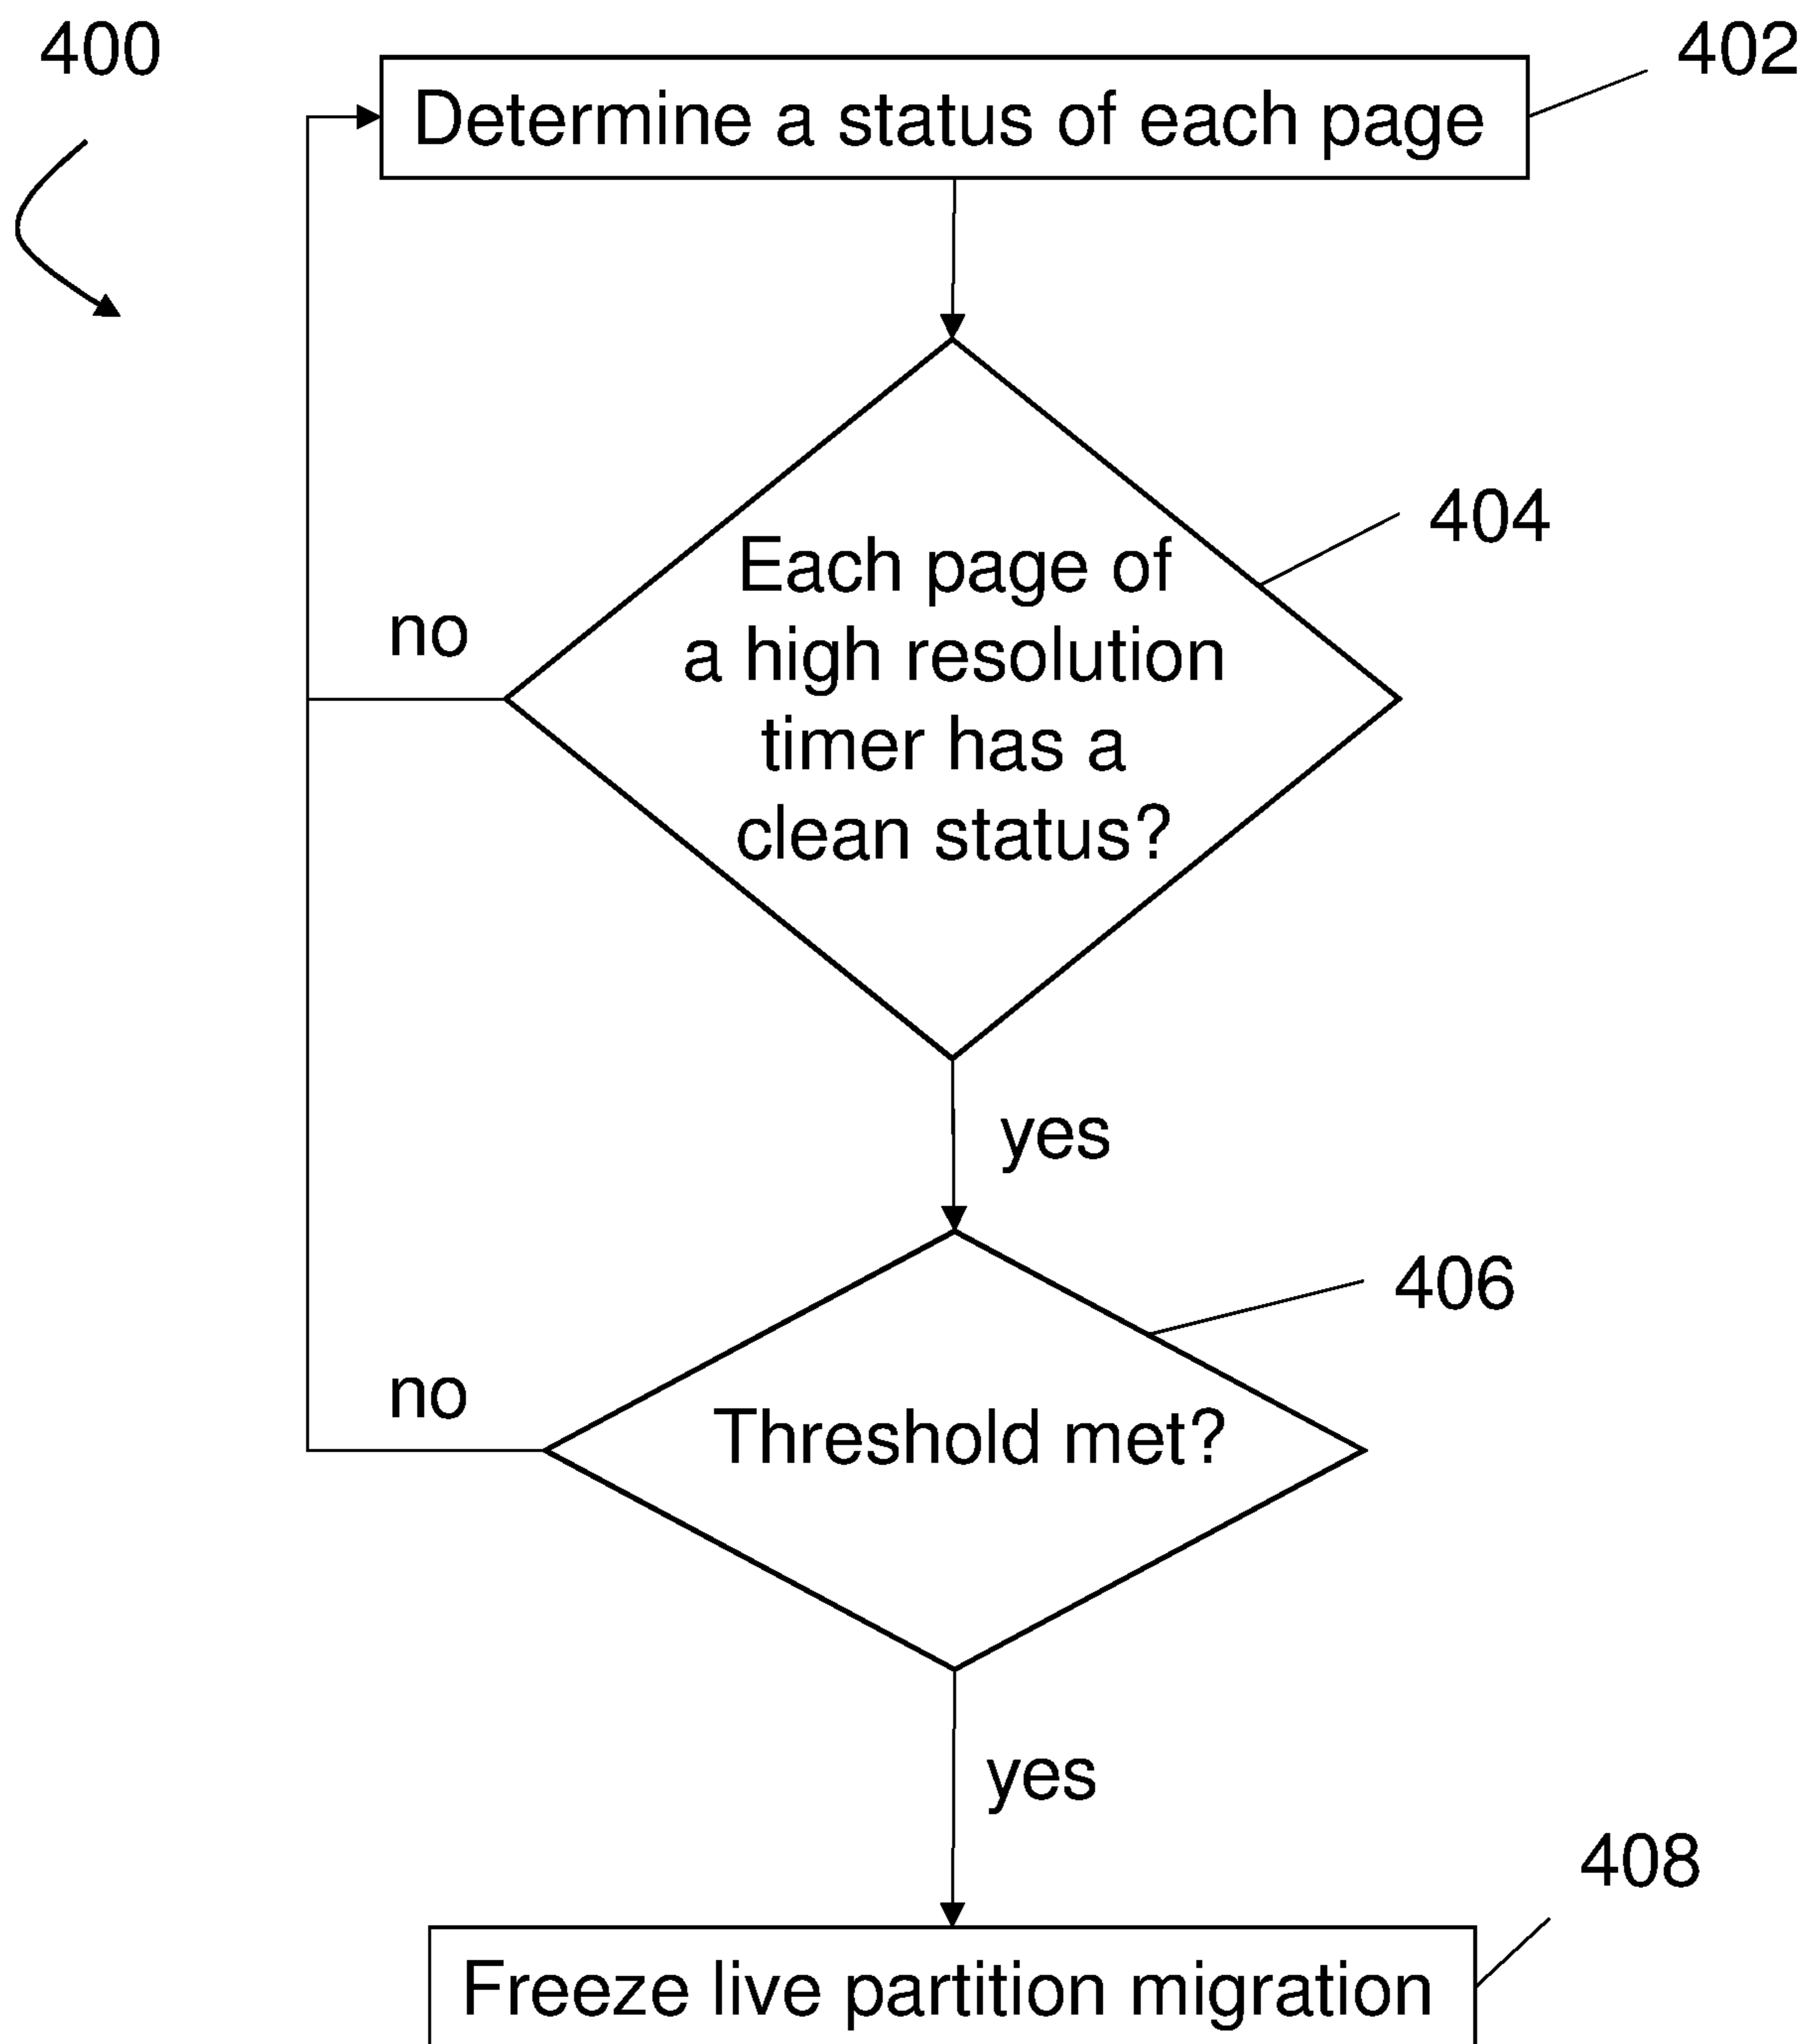 400
402
Determine a status of each page
404
Each page of
a high resolution
timer has a
clean status?
no
yes
406
Threshold met?
no
yes
408
Freeze live partition migration